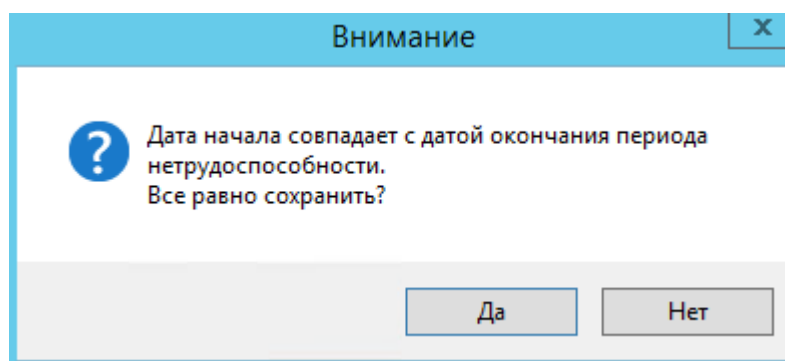 Внимание
x
Дата начала совпадает с датой окончания периода
нетрудоспособности.
Все равно сохранить?
Да
Нет